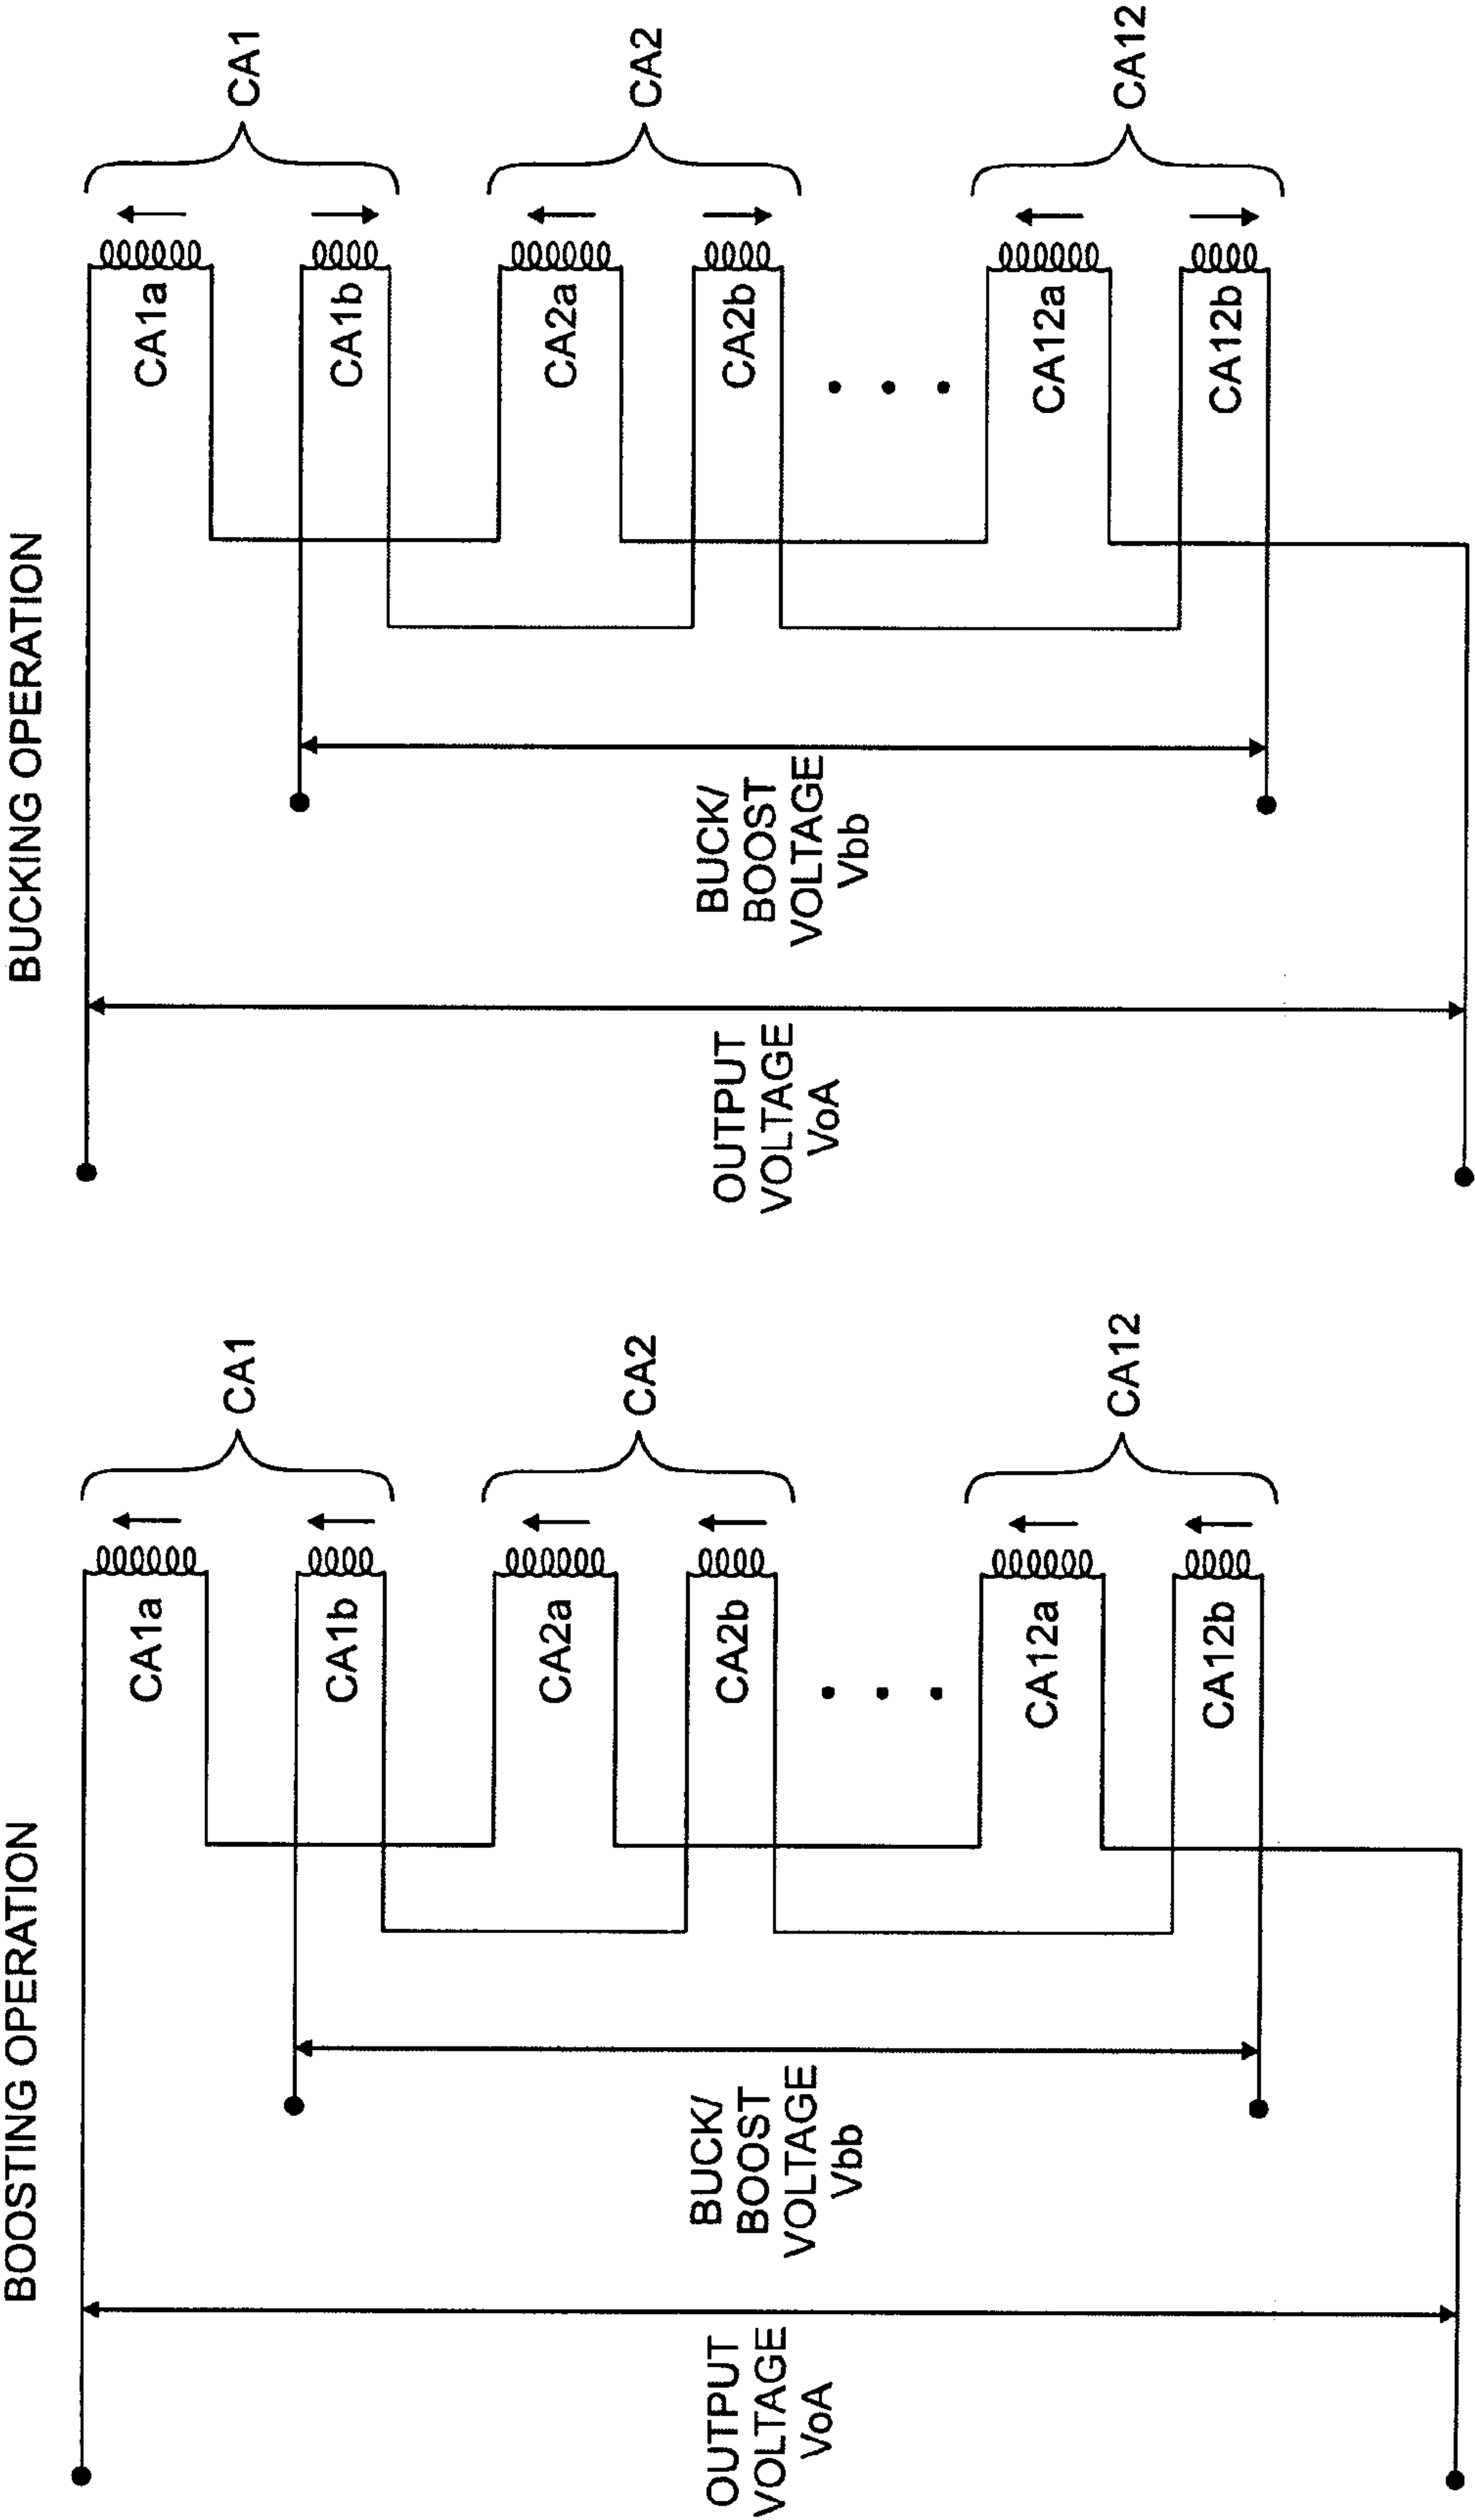 BOOSTING OPERATION
OUTPUT
VOLTAGE
VoA
BUCK/
BOOST
VOLTAGE
Vbb
CA1a
CA1b
CA2a
CA2b
CA12a
CA12b
CA1
CA2
CA12
BUCKING OPERATION
OUTPUT
VOLTAGE
VoA
BUCK/
BOOST
VOLTAGE
Vbb
CA1a
CA1b
CA2a
CA2b
CA12a
CA12b
CA1
CA2
CA12